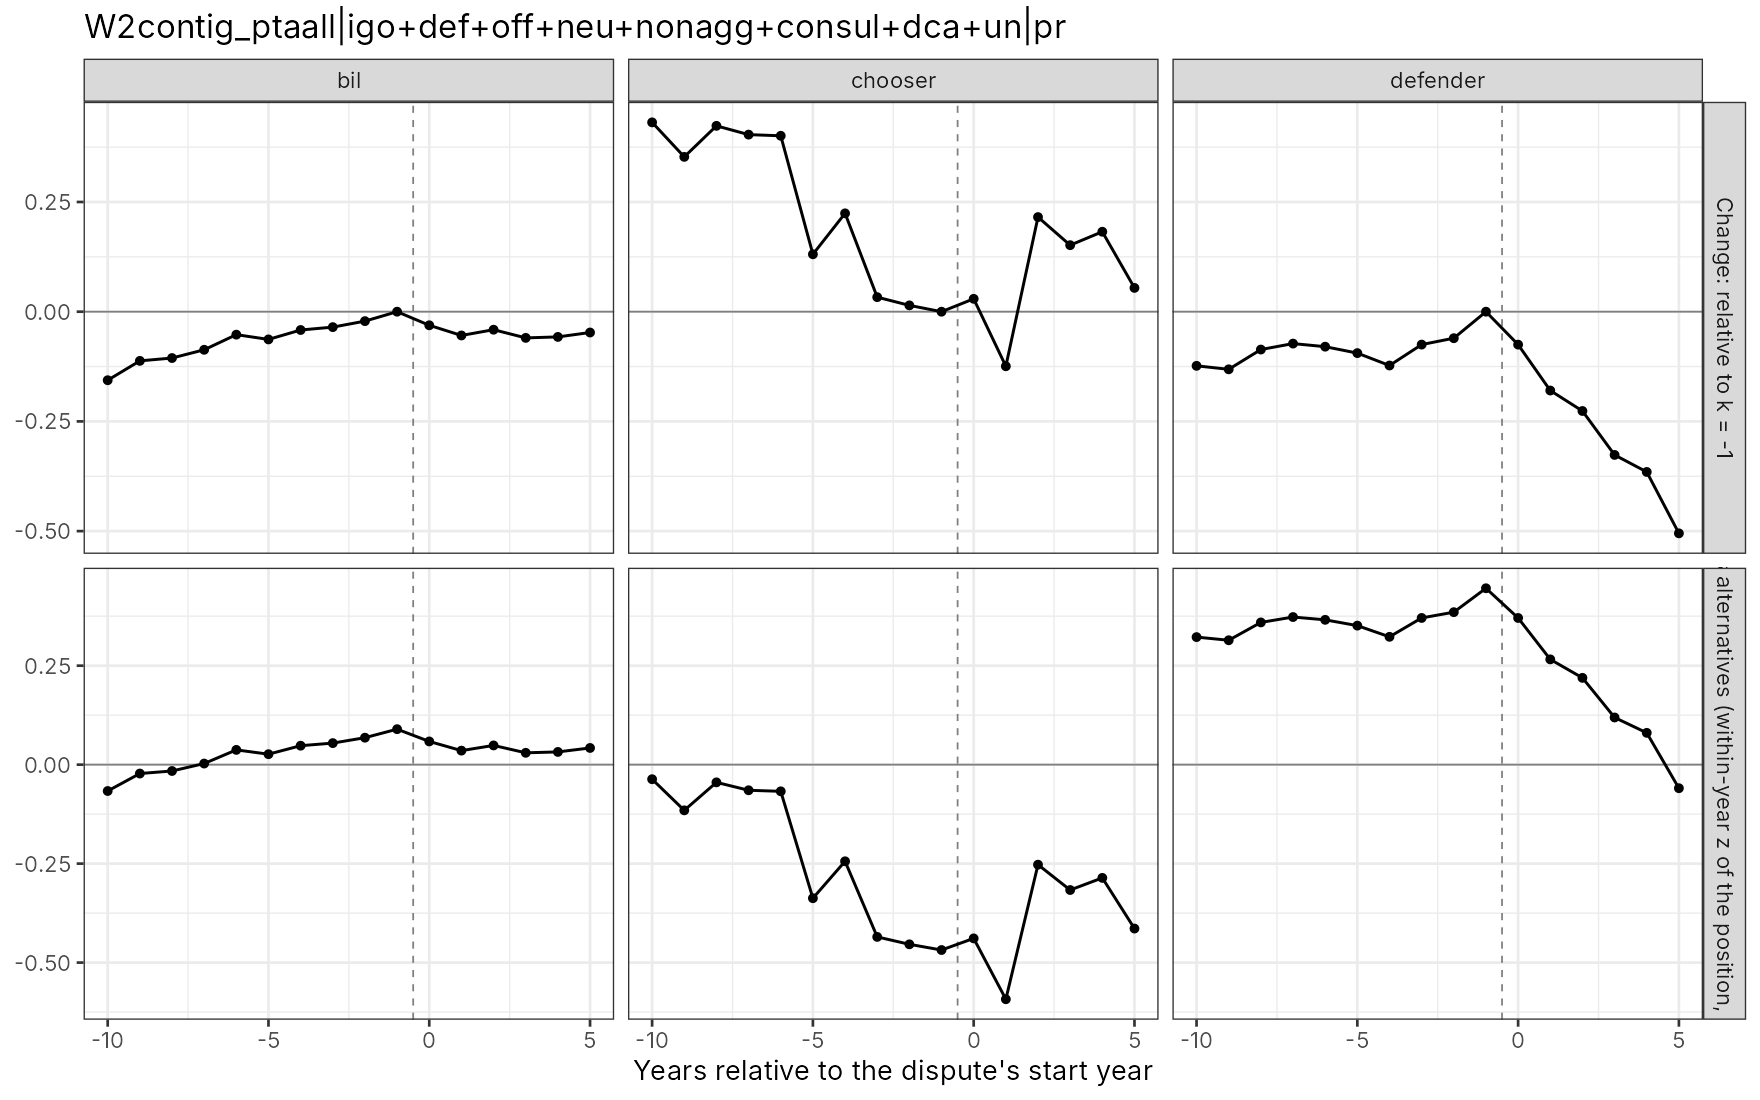 W2contig_ptaall|igo+def+off+neu+nonagg+consul+dca+un|pr
bil
chooser
defender
0.25
0.00
-0.25
-0.50
Change: relative to k = -1
0.25
0.00
-0.25
-0.50
alternatives (within-year z of the position,
-10
-5
0
5
-10
-5
0
5
-10
-5
0
5
Years relative to the dispute's start year